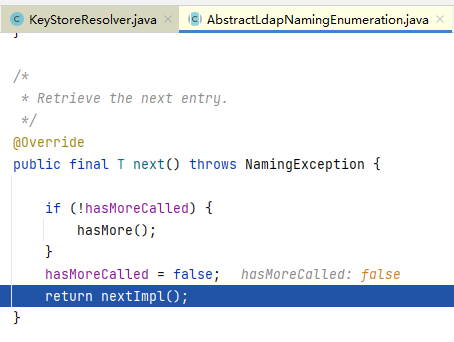 KeyStoreResolver.java
AbstractLdapNamingEnumeration.java
}
/*
 * Retrieve the next entry.
 */
@Override
public final T next() throws NamingException {
    if (!hasMoreCalled) {
        hasMore();
    }
    hasMoreCalled = false;   hasMoreCalled: false
    return nextImpl();
}